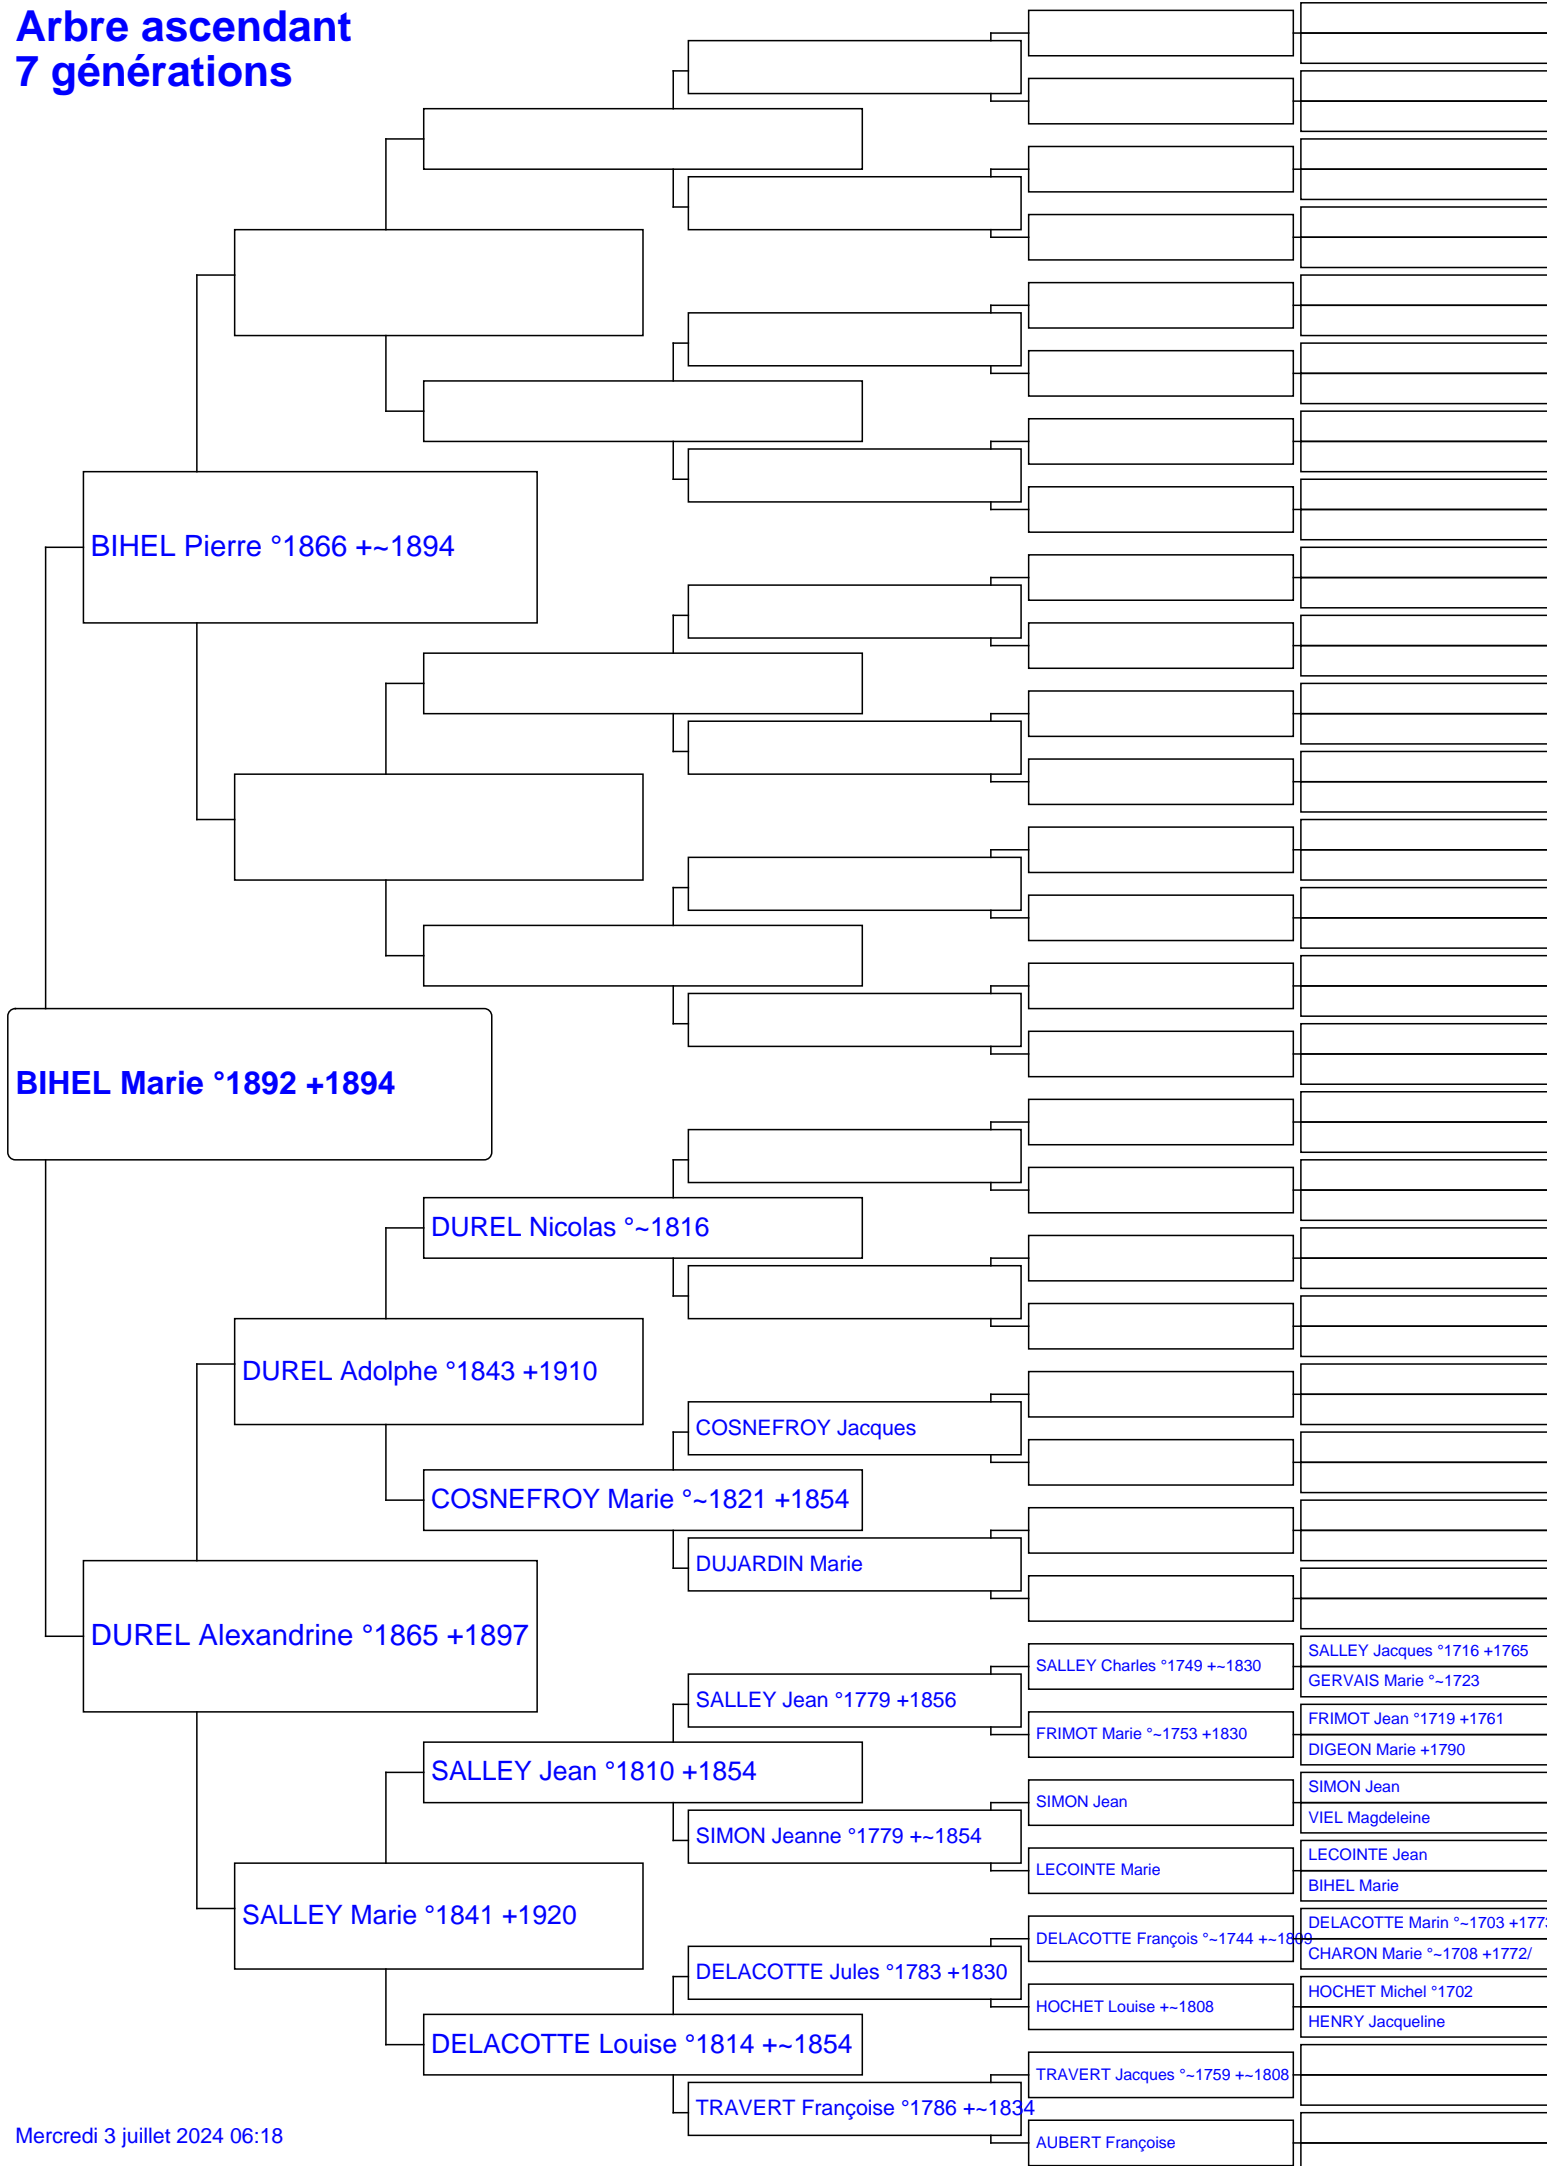 Arbre ascendant
7 générations
BIHEL Pierre °1866 +~1894
BIHEL Marie °1892 +1894
DUREL Nicolas °~1816
DUREL Adolphe °1843 +1910
COSNEFROY Jacques
COSNEFROY Marie °~1821 +1854
DUJARDIN Marie
DUREL Alexandrine °1865 +1897
SALLEY Charles °1749 +~1830
SALLEY Jacques °1716 +1765
GERVAIS Marie °~1723
SALLEY Jean °1779 +1856
FRIMOT Marie °~1753 +1830
FRIMOT Jean °1719 +1761
DIGEON Marie +1790
SALLEY Jean °1810 +1854
SIMON Jean
SIMON Jean
VIEL Magdeleine
SIMON Jeanne °1779 +~1854
LECOINTE Marie
LECOINTE Jean
BIHEL Marie
SALLEY Marie °1841 +1920
DELACOTTE François °~1744 +~1809
DELACOTTE Marin °~1703 +177
CHARON Marie °~1708 +1772/
DELACOTTE Jules °1783 +1830
HOCHET Louise +~1808
HOCHET Michel °1702
HENRY Jacqueline
DELACOTTE Louise °1814 +~1854
TRAVERT Jacques °~1759 +~1808
TRAVERT Françoise °1786 +~1834
AUBERT Françoise
Mercredi 3 juillet 2024 06:18